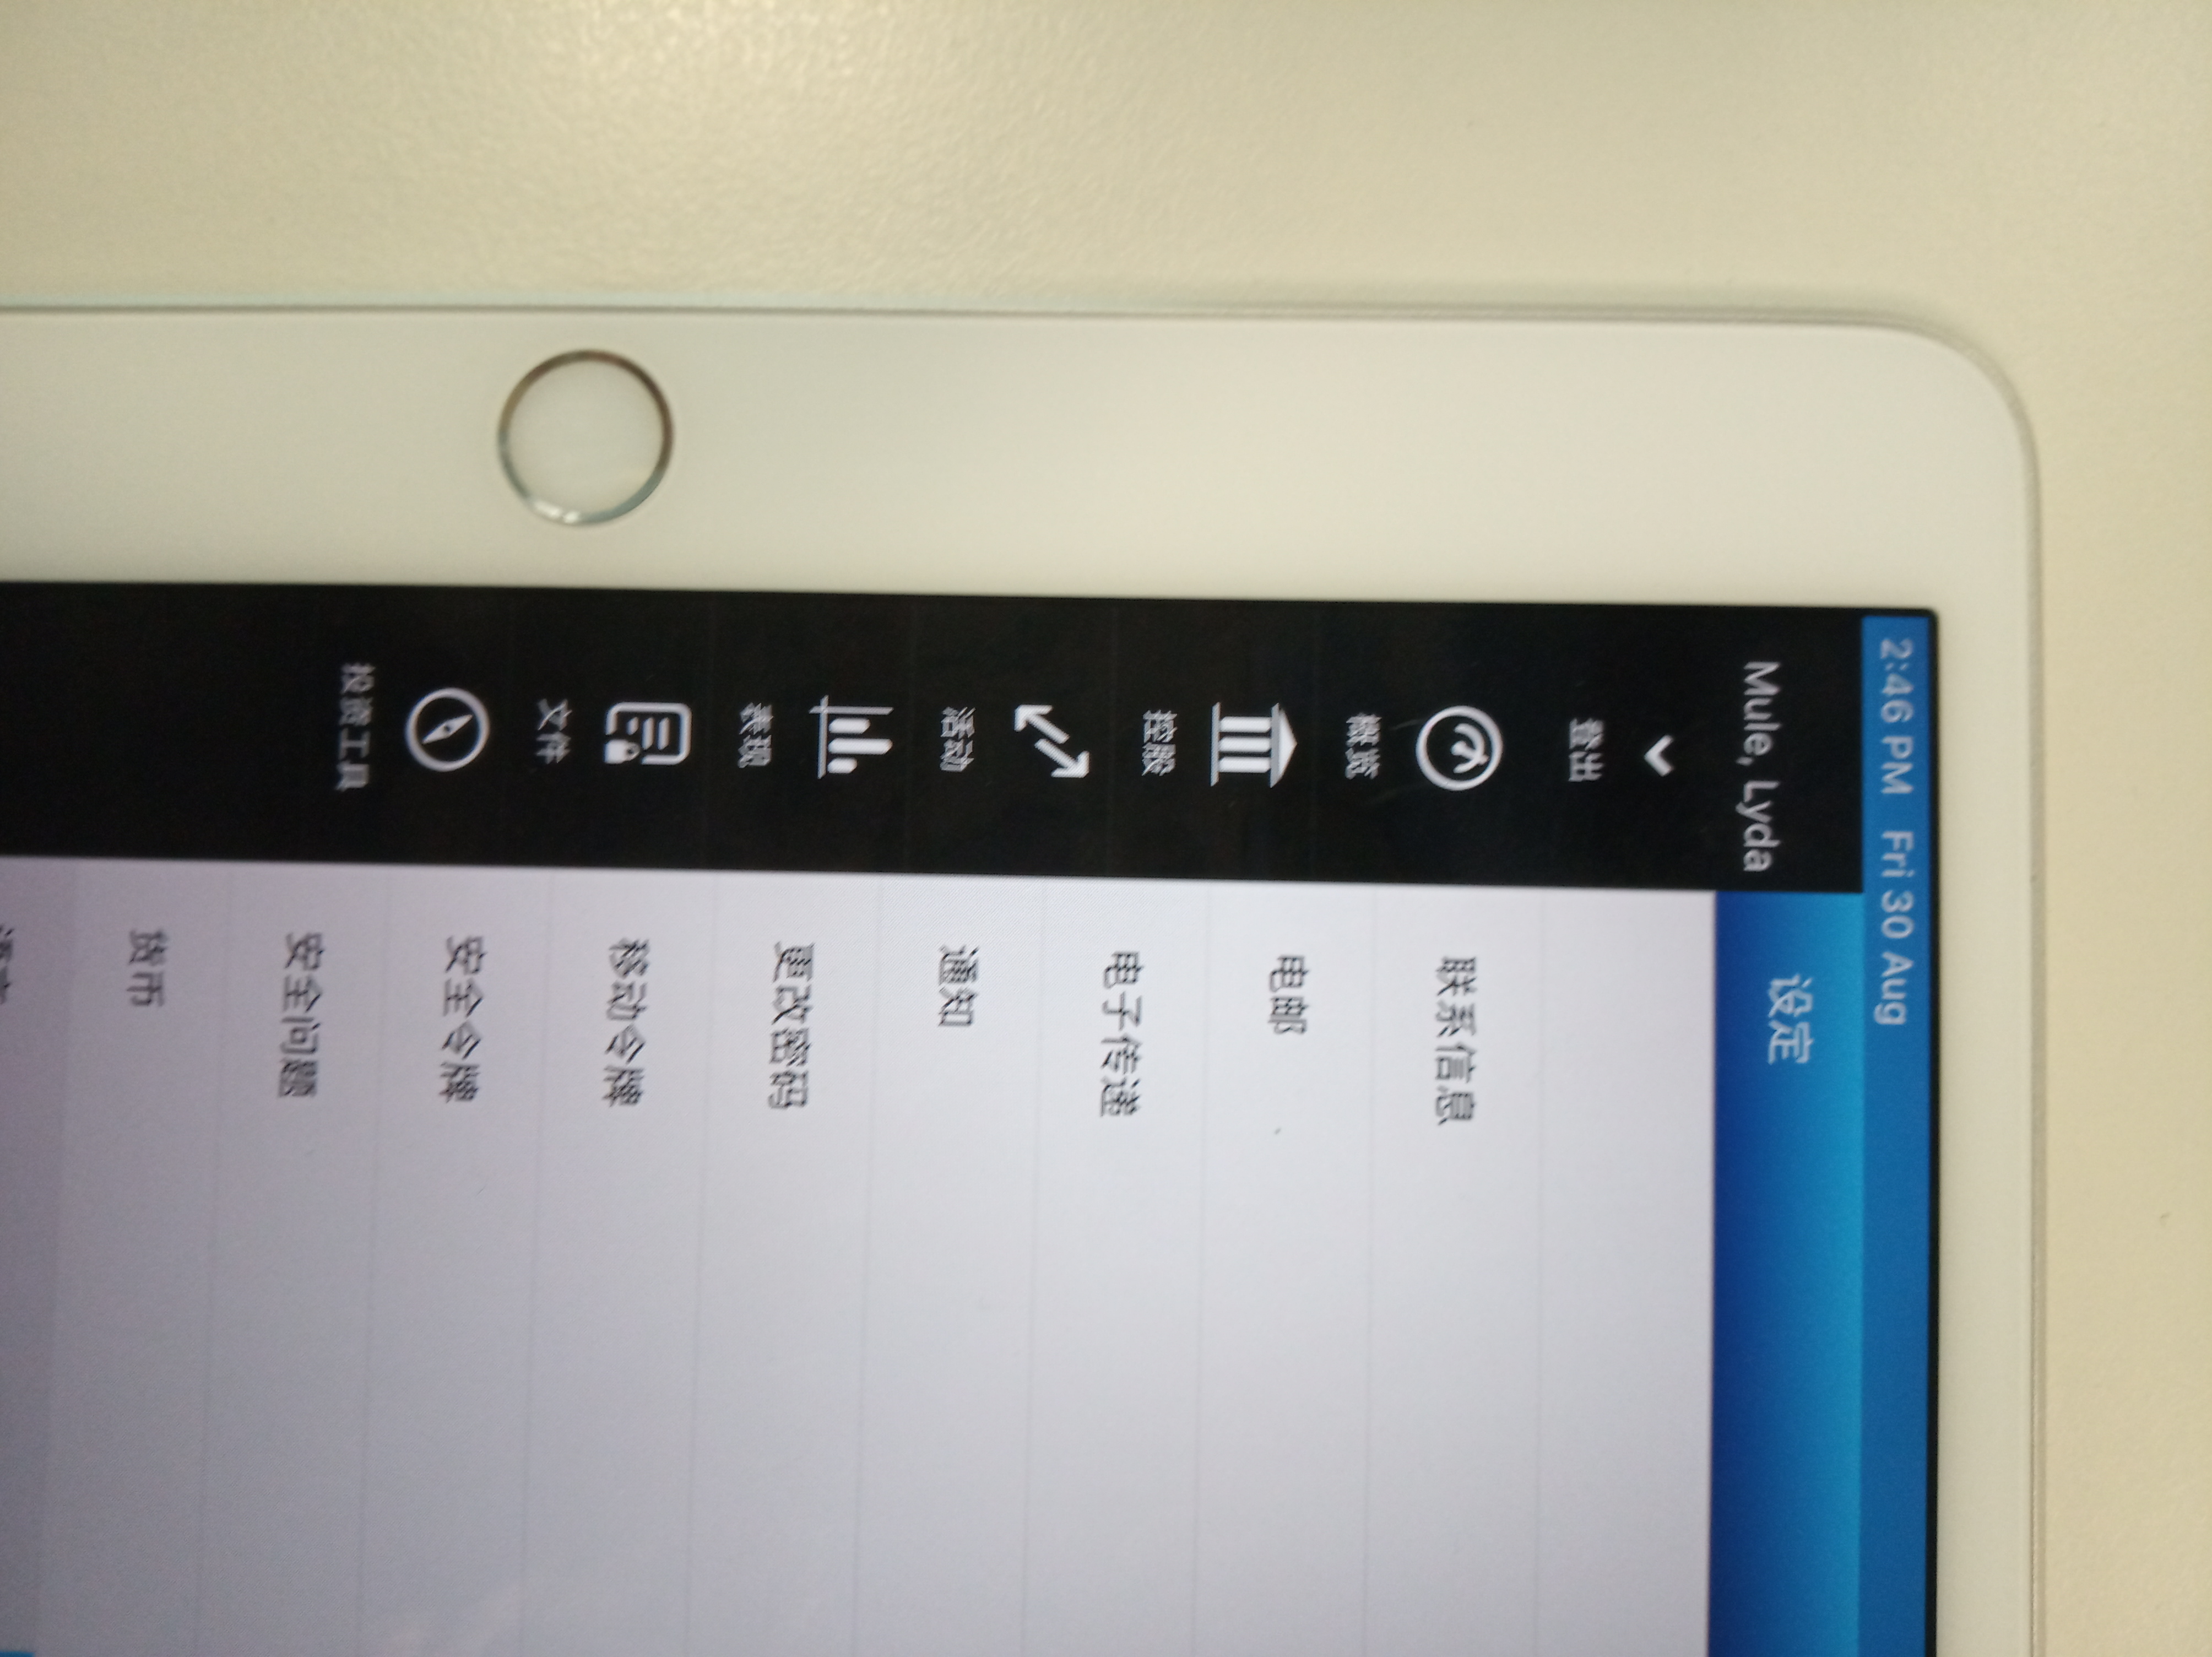 2:46 PM Fri 30 Aug
Mule, Lyda
登出
概览
控股
活动
表现
文件
投资工具
设定
联系信息
电邮
电子传递
通知
更改密码
移动令牌
安全令牌
安全问题
货币